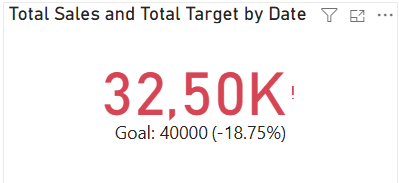 Total Sales and Total Target by Date
32,50K!
Goal: 40000 (-18.75%)